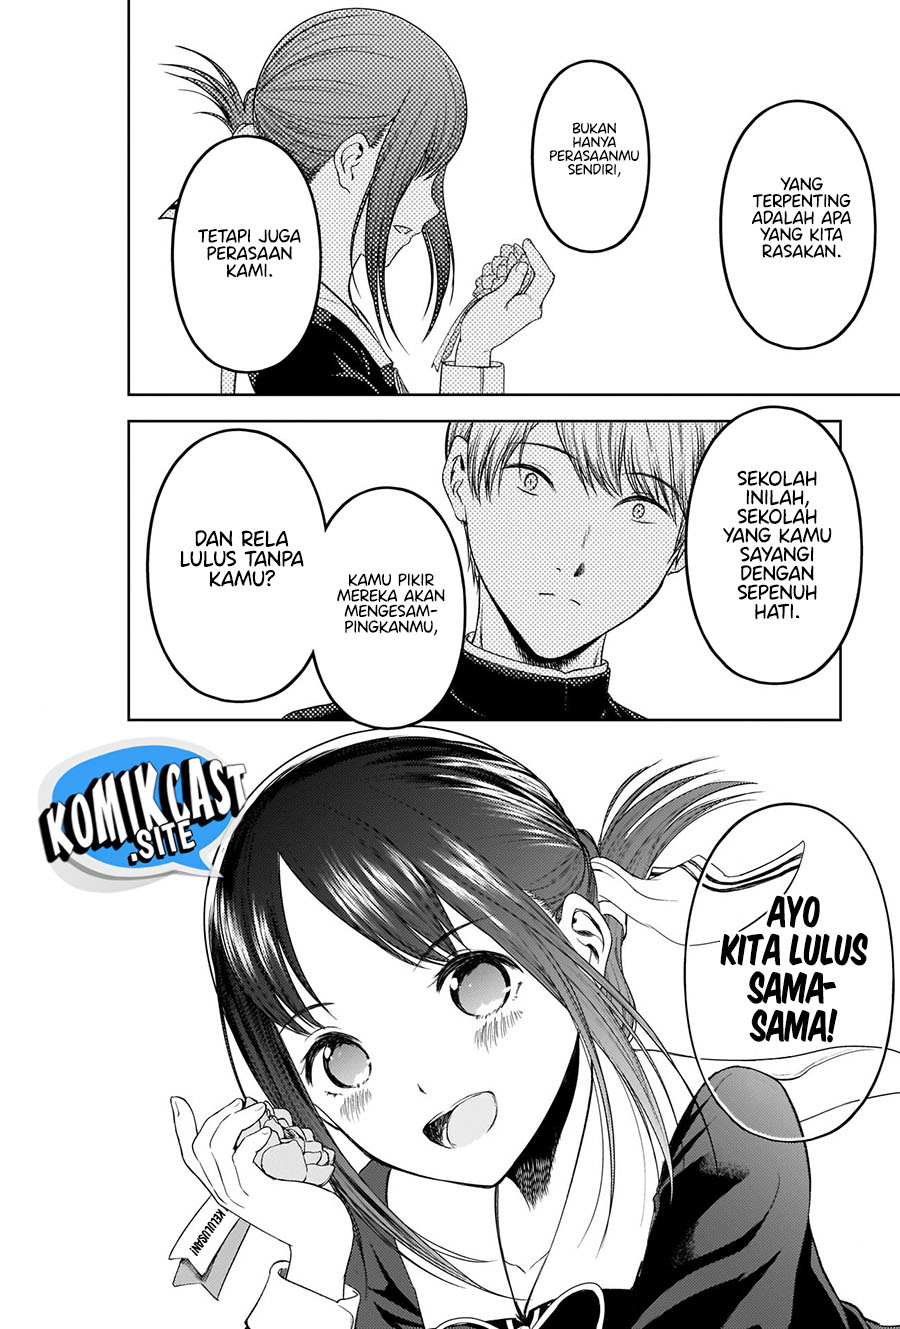 YANG
TERPENTING
ADALAH APA
YANG KITA
RASAKAN.
BUKAN
HANYA
PERASAANMU
SENDIRI,
TETAPI JUGA
PERASAAN
KAMI.
SEKOLAH
INILAH,
SEKOLAH
YANG KAMU
SAYANGI
DENGAN
SEPENUH
HATI.
KAMU PIKIR
MEREKA AKAN
MENGESAM-
PINGKANMU,
DAN RELA
LULUS TANPA
KAMU?
KOMIKCAST
.SITE
AYO
KITA LULUS
SAMA-
SAMA!
KELULUSAN!